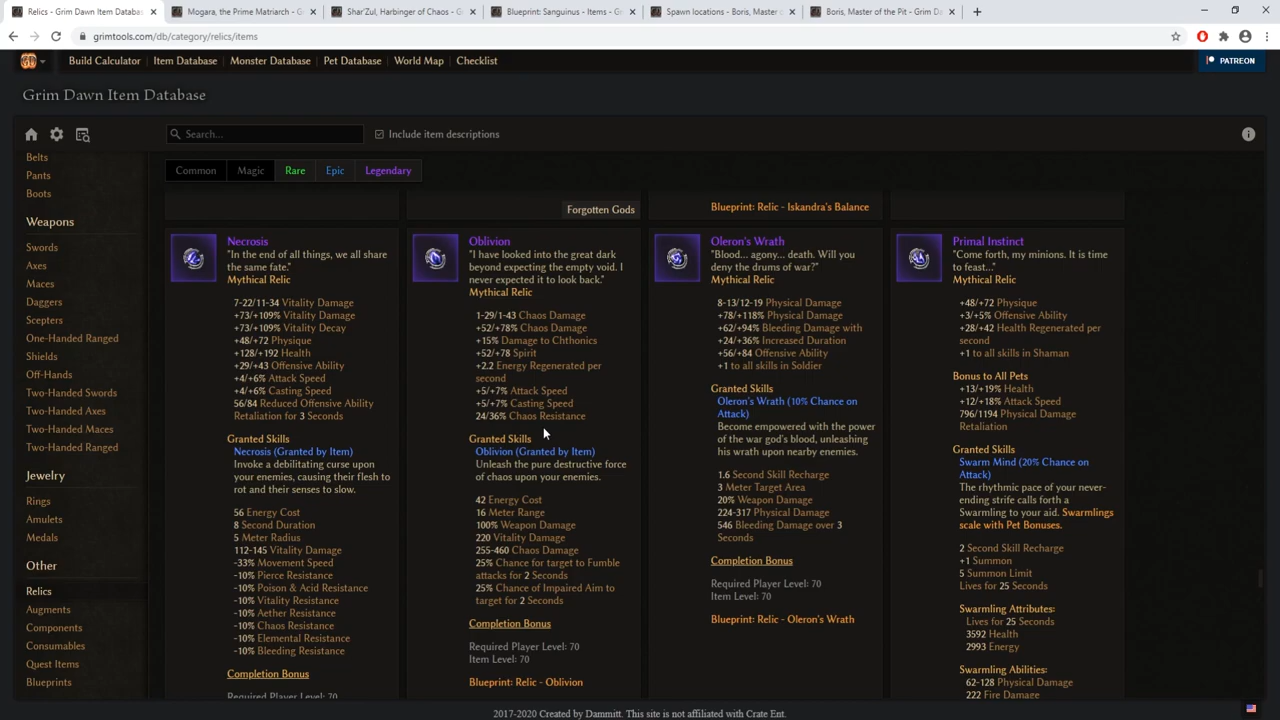 Relics - Grim Dawn Item Databas
Mogara, the Prime Matriarch - G
Shar'Zul, Harbinger of Chaos - G
Blueprint: Sanguinus - Items - G
Spawn locations - Boris, Master o
Boris, Master of the Pit - Grim Da
grimtools.com/db/category/relics/items
Build Calculator
Item Database
Monster Database
Pet Database
World Map
Checklist
PATREON
Grim Dawn Item Database
Search...
Include item descriptions
Common
Magic
Rare
Epic
Legendary
Belts
Pants
Boots
Weapons
Swords
Axes
Maces
Daggers
Scepters
One-Handed Ranged
Shields
Off-Hands
Two-Handed Swords
Two-Handed Axes
Two-Handed Maces
Two-Handed Ranged
Jewelry
Rings
Amulets
Medals
Other
Relics
Augments
Components
Consumables
Quest Items
Blueprints
Forgotten Gods
Blueprint: Relic - Iskandra's Balance
Necrosis
"In the end of all things, we all share
the same fate."
Mythical Relic
7-22/11-34 Vitality Damage
+73/+109% Vitality Damage
+73/+109% Vitality Decay
+48/+72 Physique
+128/+192 Health
+29/+43 Offensive Ability
+4/+6% Attack Speed
+4/+6% Casting Speed
56/84 Reduced Offensive Ability
Retaliation for 3 Seconds
Granted Skills
Necrosis (Granted by Item)
Invoke a debilitating curse upon
your enemies, causing their flesh to
rot and their senses to slow.
56 Energy Cost
8 Second Duration
5 Meter Radius
112-145 Vitality Damage
-33% Movement Speed
-10% Pierce Resistance
-10% Poison & Acid Resistance
-10% Vitality Resistance
-10% Aether Resistance
-10% Chaos Resistance
-10% Elemental Resistance
-10% Bleeding Resistance
Completion Bonus
Required Player Level: 70
Oblivion
"I have looked into the great dark
beyond expecting the empty void. I
never expected it to look back."
Mythical Relic
1-29/1-43 Chaos Damage
+52/+78% Chaos Damage
+15% Damage to Chthonics
+52/+78 Spirit
+2.2 Energy Regenerated per
second
+5/+7% Attack Speed
+5/+7% Casting Speed
24/36% Chaos Resistance
Granted Skills
Oblivion (Granted by Item)
Unleash the pure destructive force
of chaos upon your enemies.
42 Energy Cost
16 Meter Range
100% Weapon Damage
220 Vitality Damage
255-460 Chaos Damage
25% Chance for target to Fumble
attacks for 2 Seconds
25% Chance of Impaired Aim to
target for 2 Seconds
Completion Bonus
Required Player Level: 70
Item Level: 70
Blueprint: Relic - Oblivion
Oleron's Wrath
"Blood... agony... death. Will you
deny the drums of war?"
Mythical Relic
8-13/12-19 Physical Damage
+78/+118% Physical Damage
+62/+94% Bleeding Damage with
+24/+36% Increased Duration
+56/+84 Offensive Ability
+1 to all skills in Soldier
Granted Skills
Oleron's Wrath (10% Chance on
Attack)
Become empowered with the power
of the war god's blood, unleashing
his wrath upon nearby enemies.
1.6 Second Skill Recharge
3 Meter Target Area
20% Weapon Damage
224-317 Physical Damage
546 Bleeding Damage over 3
Seconds
Completion Bonus
Required Player Level: 70
Item Level: 70
Blueprint: Relic - Oleron's Wrath
Primal Instinct
"Come forth, my minions. It is time
to feast..."
Mythical Relic
+48/+72 Physique
+3/+5% Offensive Ability
+28/+42 Health Regenerated per
second
+1 to all skills in Shaman
Bonus to All Pets
+13/+19% Health
+12/+18% Attack Speed
796/1194 Physical Damage
Retaliation
Granted Skills
Swarm Mind (20% Chance on
Attack)
The rhythmic pace of your never-
ending strife calls forth a
Swarmling to your aid. Swarmlings
scale with Pet Bonuses.
2 Second Skill Recharge
+1 Summon
5 Summon Limit
Lives for 25 Seconds
Swarmling Attributes:
Lives for 25 Seconds
3592 Health
2993 Energy
Swarmling Abilities:
62-128 Physical Damage
222 Fire Damage
2017-2020 Created by Dammitt. This site is not affiliated with Crate Ent.